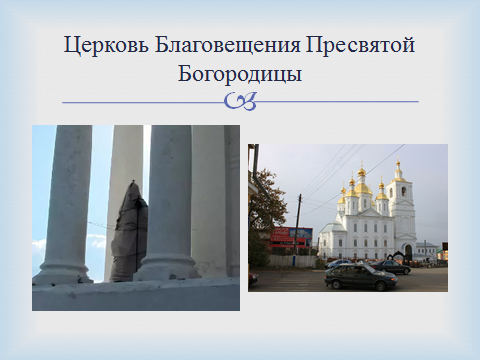 Церковь Благовещения Пресвятой
Богородицы